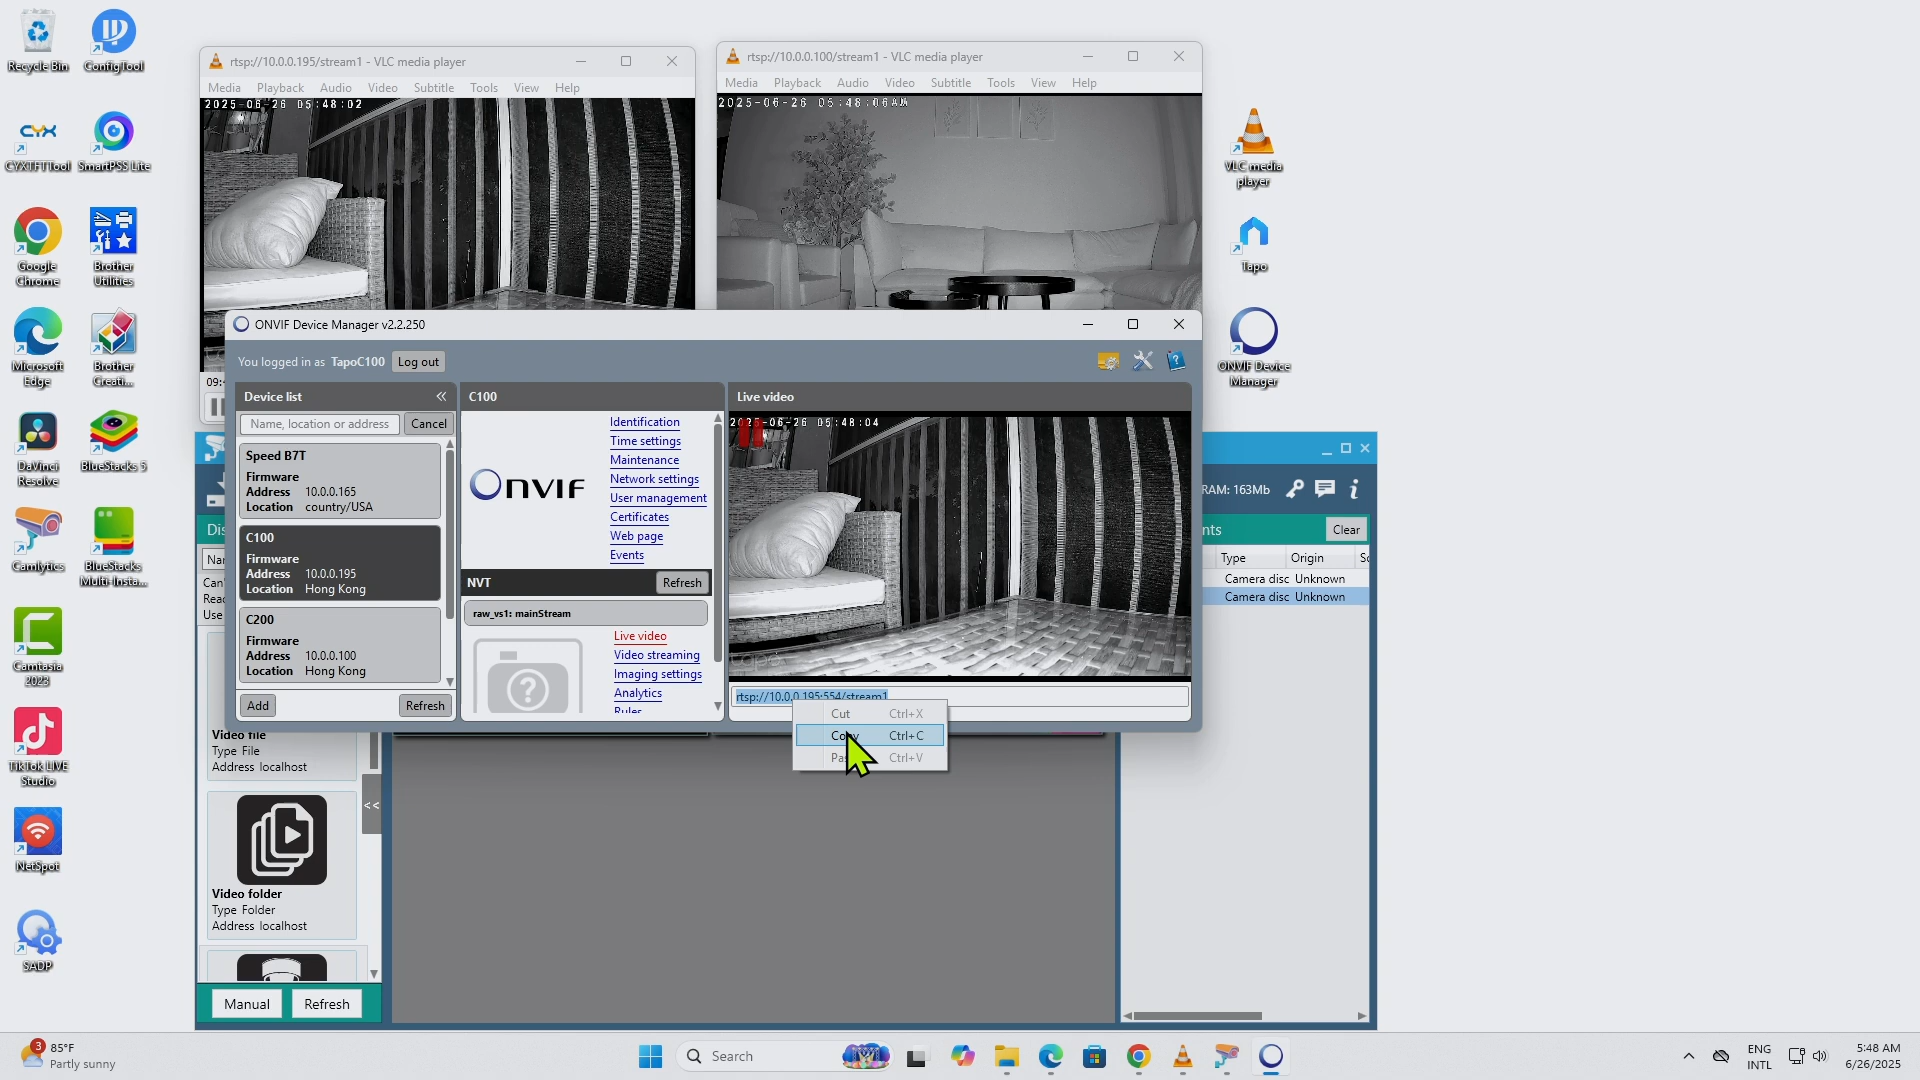 Recycle Bin
ConfigTool
CYXTFTTool
SmartPSS Lite
Google Chrome
Brother Utilities
Microsoft Edge
Brother Creati...
DaVinci Resolve
BlueStacks 5
Camlytics
BlueStacks Multi-Insta...
Camtasia 2023
TikTok LIVE Studio
NetSpot
SADP
rtsp://10.0.0.195/stream1 - VLC media player
Media Playback Audio Video Subtitle Tools View Help
2025-06-26 05:48:02
rtsp://10.0.0.100/stream1 - VLC media player
Media Playback Audio Video Subtitle Tools View Help
2025-06-26 05:48:06AM
VLC media player
Tapo
ONVIF Device Manager
ONVIF Device Manager v2.2.250
You logged in as TapoC100 Log out
Device list
Name, location or address Cancel
Speed B7T
Firmware
Address 10.0.0.165
Location country/USA
C100
Firmware
Address 10.0.0.195
Location Hong Kong
C200
Firmware
Address 10.0.0.100
Location Hong Kong
Add Refresh
C100
ONVIF
Identification
Time settings
Maintenance
Network settings
User management
Certificates
Web page
Events
NVT Refresh
raw_vs1: mainStream
Live video
Video streaming
Imaging settings
Analytics
Rules
Live video
2025-06-26 05:48:04
rtsp://10.0.0.195:554/stream1
Cut Ctrl+X
Copy Ctrl+C
Ctrl+V
09:
RAM: 163Mb
Clear
Type Origin
Camera disc Unknown
Camera disc Unknown
Video file
Type File
Address localhost
<<
Video folder
Type Folder
Address localhost
Manual Refresh
3
85°F
Partly sunny
Search
ENG
INTL
5:48 AM
6/26/2025